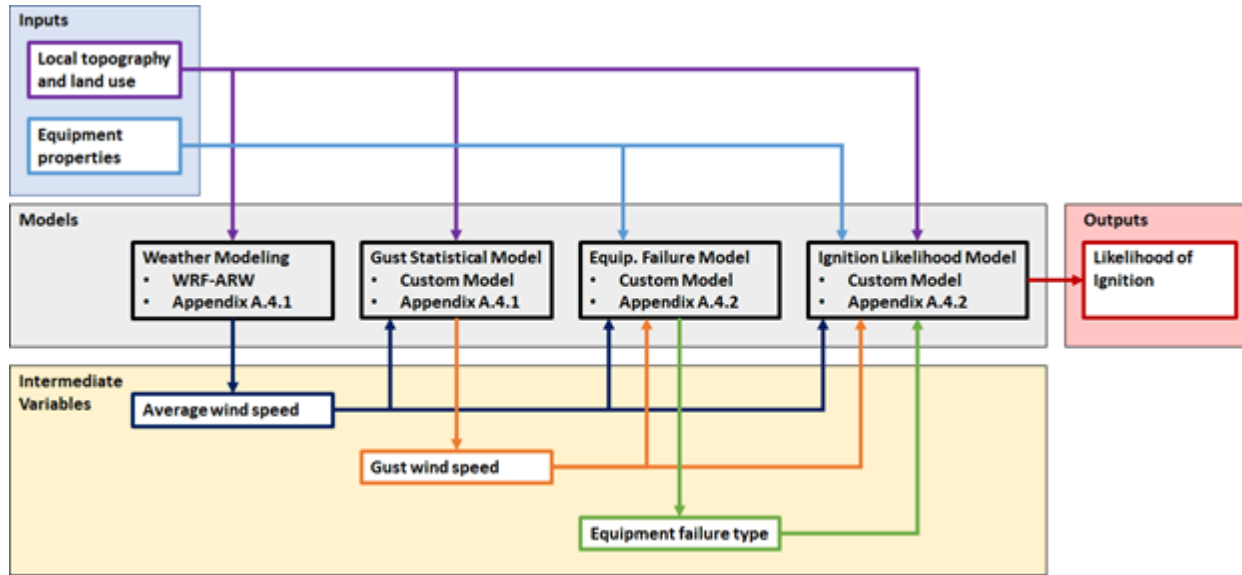 Inputs
Local topography
and land use
Equipment
properties
Models
Weather Modeling
• WRF-ARW
• Appendix A.4.1
Gust Statistical Model
• Custom Model
• Appendix A.4.1
Equip. Failure Model
• Custom Model
• Appendix A.4.2
Ignition Likelihood Model
• Custom Model
• Appendix A.4.2
Outputs
Likelihood of
Ignition
Intermediate
Variables
Average wind speed
Gust wind speed
Equipment failure type